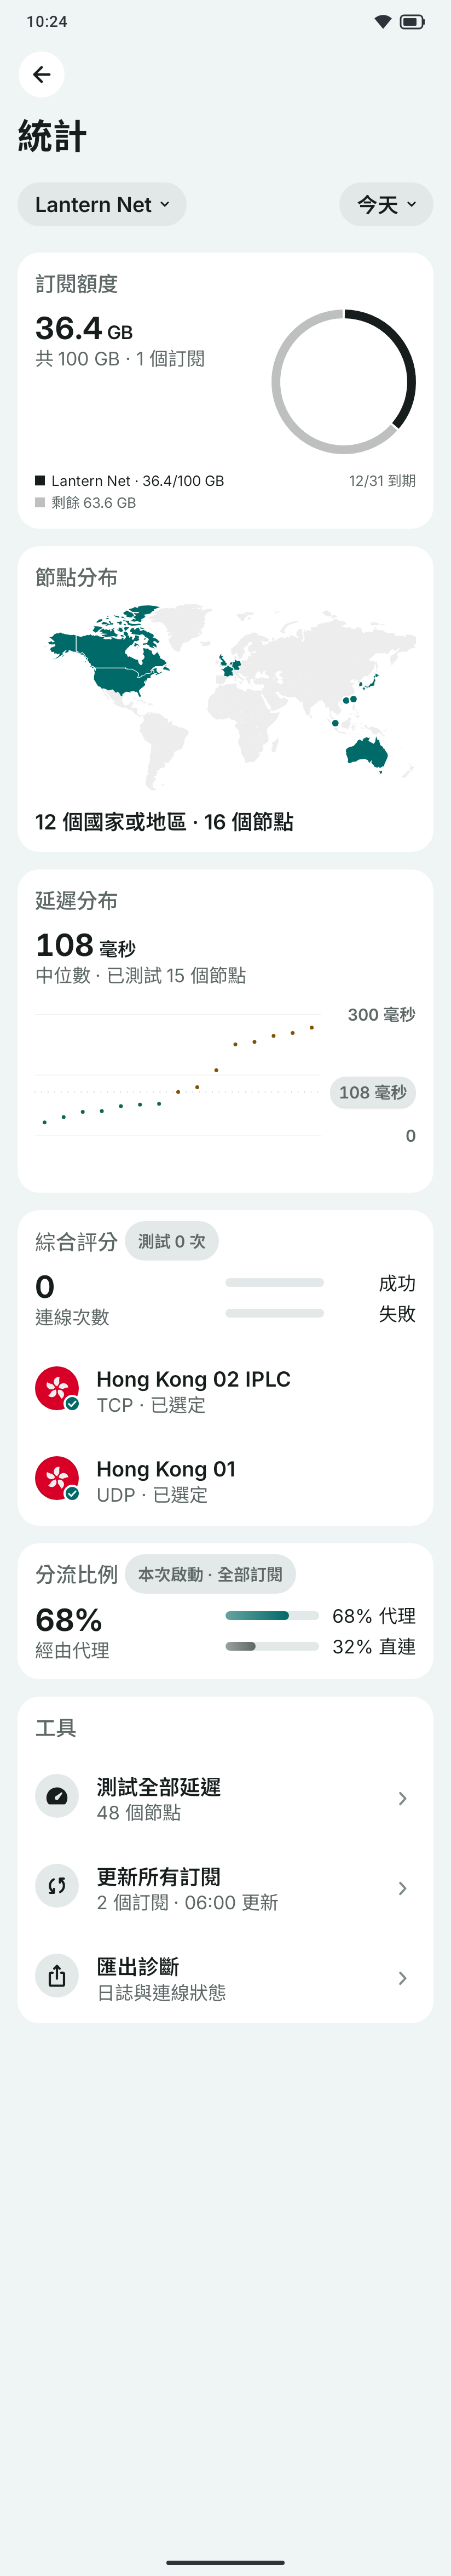 10:24
統計
Lantern Net
今天
訂閱額度
36.4 GB
共 100 GB · 1 個訂閱
Lantern Net · 36.4/100 GB
12/31 到期
剩餘 63.6 GB
節點分布
12 個國家或地區 · 16 個節點
延遲分布
108 毫秒
中位數 · 已測試 15 個節點
300 毫秒
108 毫秒
0
綜合評分
測試 0 次
0
連線次數
成功
失敗
Hong Kong 02 IPLC
TCP · 已選定
Hong Kong 01
UDP · 已選定
分流比例
本次啟動 · 全部訂閱
68%
經由代理
68% 代理
32% 直連
工具
測試全部延遲
48 個節點
更新所有訂閱
2 個訂閱 · 06:00 更新
匯出診斷
日誌與連線狀態